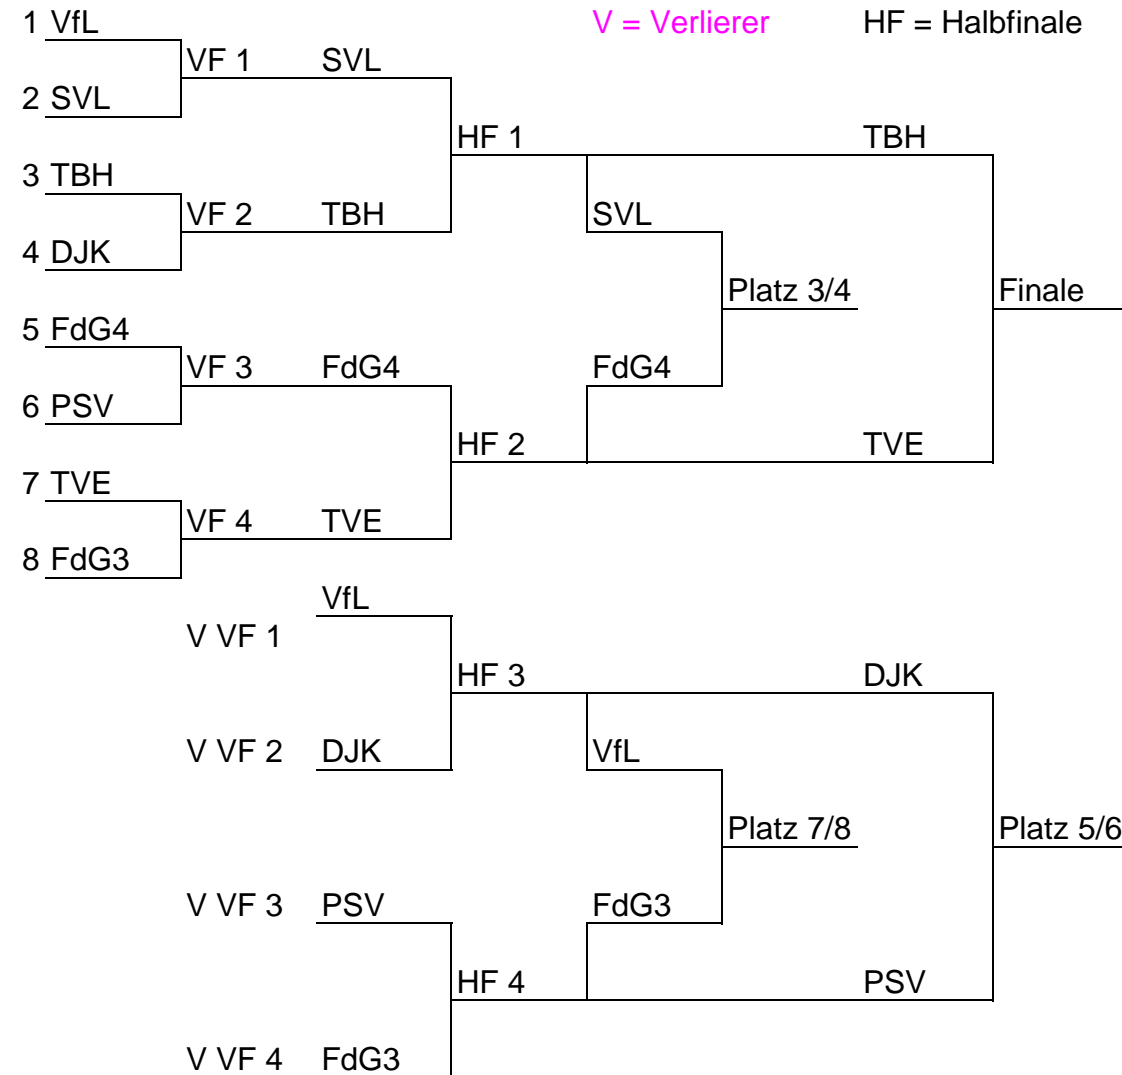 1 VfL V = Verlierer HF = Halbfinale
VF 1 SVL
2 SVL
HF 1 TBH
3 TBH
VF 2 TBH SVL
4 DJK
Platz 3/4 Finale
5 FdG4
VF 3 FdG4 FdG4
6 PSV
HF 2 TVE
7 TVE
VF 4 TVE
8 FdG3
VfL
V VF 1
HF 3 DJK
V VF 2 DJK VfL
Platz 7/8 Platz 5/6
V VF 3 PSV FdG3
HF 4 PSV
V VF 4 FdG3